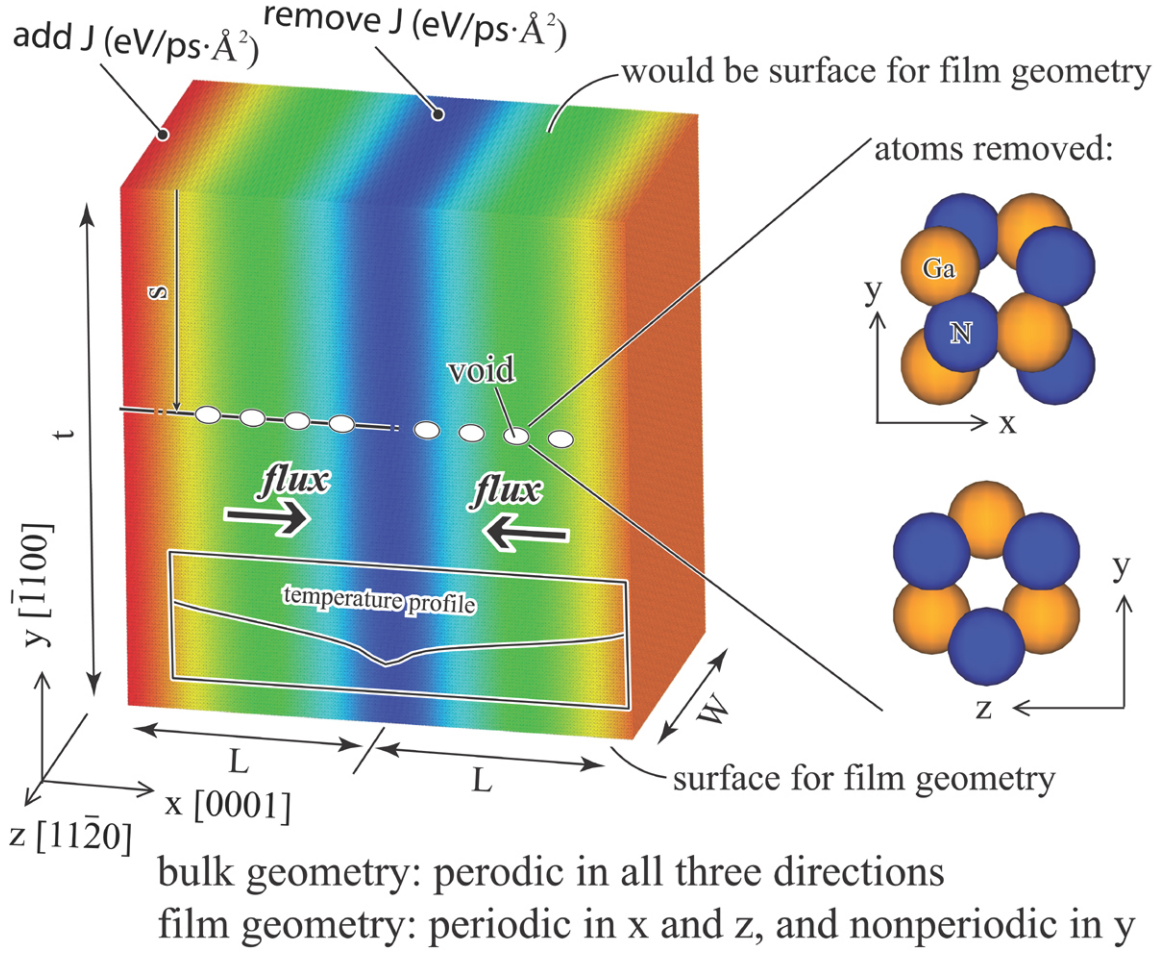 add J (eV/ps·Å²)
remove J (eV/ps·Å²)
would be surface for film geometry
atoms removed:
Ga
N
y
x
s
void
t
flux
flux
temperature profile
y
z
y [1̄100]
W
L
L
surface for film geometry
x [0001]
z [112̄0]
bulk geometry: perodic in all three directions
film geometry: periodic in x and z, and nonperiodic in y